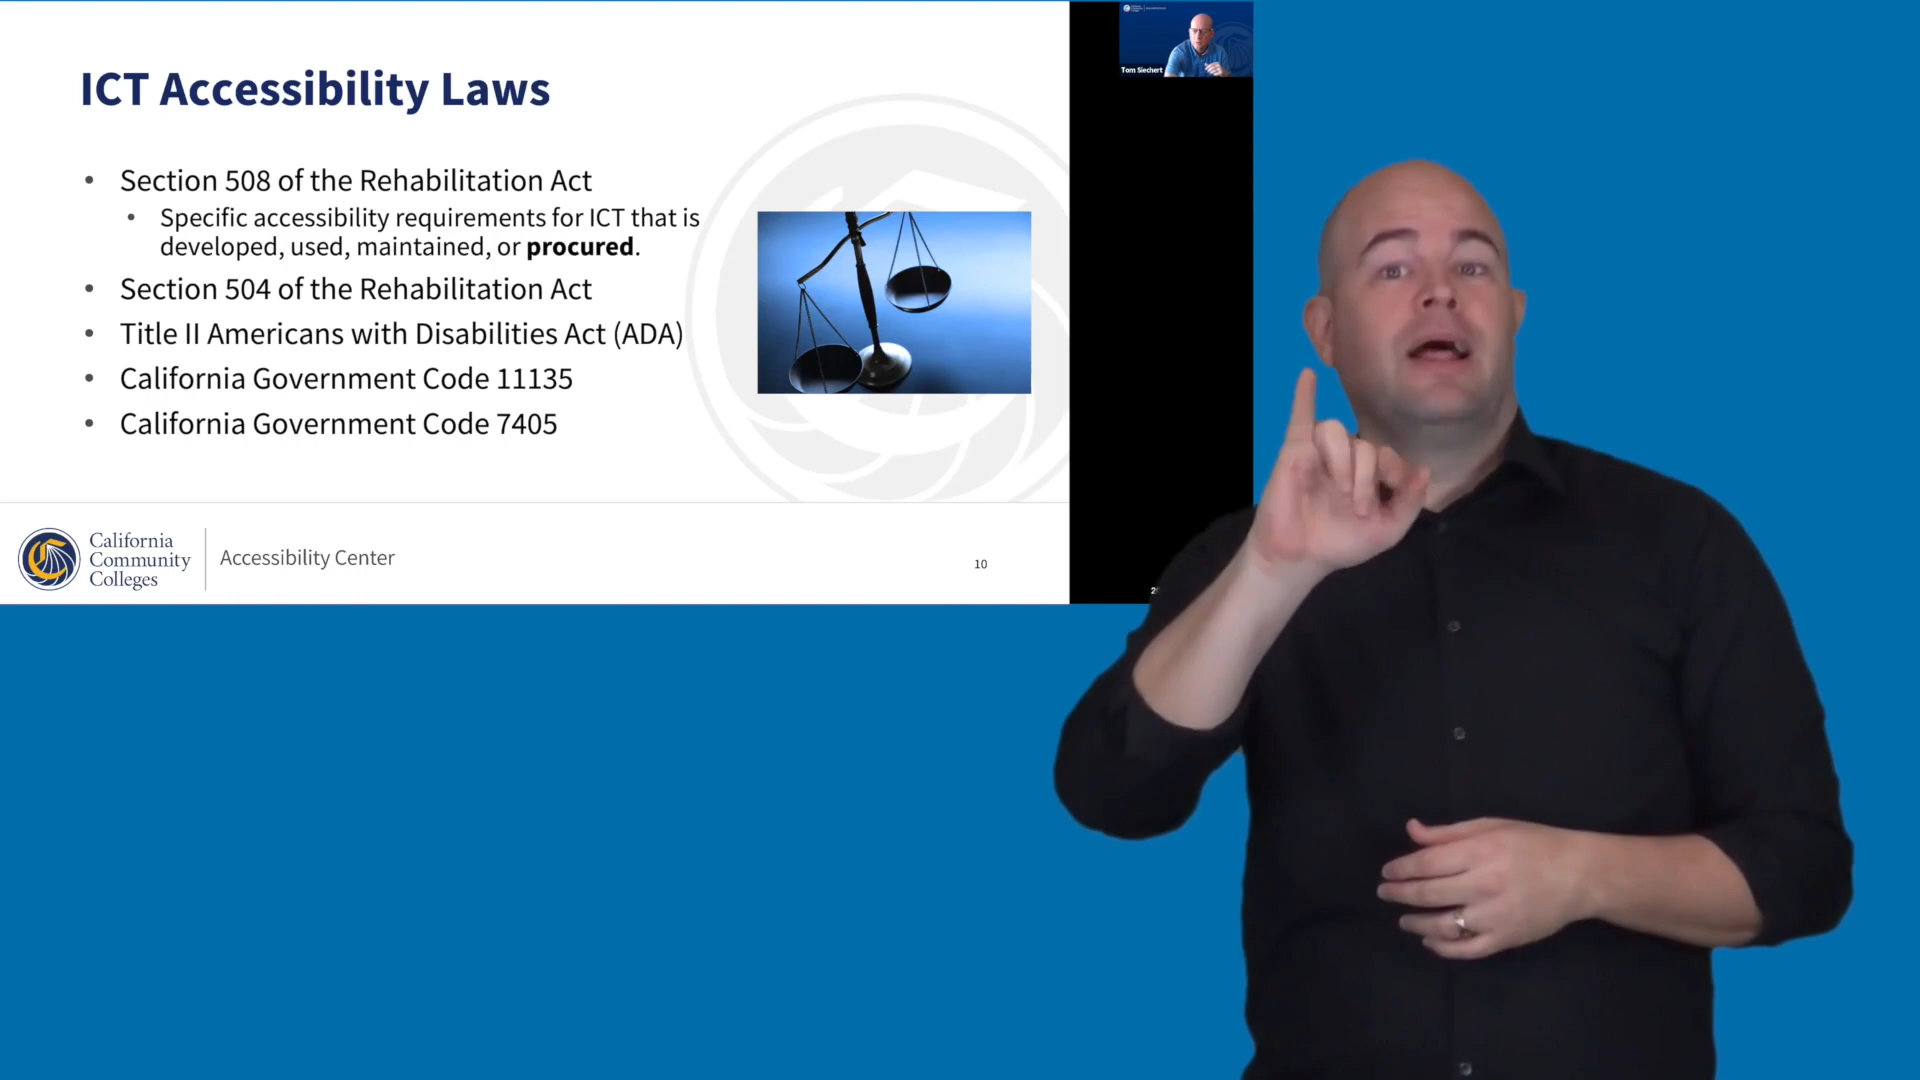 ICT Accessibility Laws
• Section 508 of the Rehabilitation Act
• Specific accessibility requirements for ICT that is
developed, used, maintained, or procured.
• Section 504 of the Rehabilitation Act
• Title II Americans with Disabilities Act (ADA)
• California Government Code 11135
• California Government Code 7405
California
Community
Colleges
Accessibility Center
10
Tom Siechert